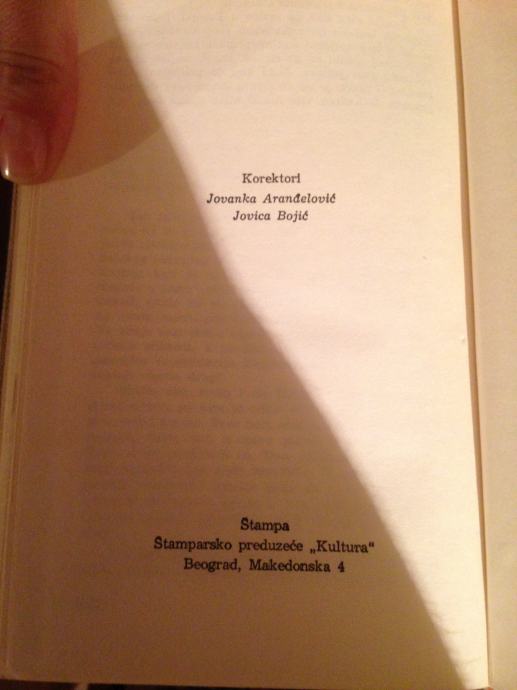 Korektori
Jovanka Aranđelović
Jovica Bojić
Štampa
Štamparsko preduzeće „Kultura“
Beograd, Makedonska 4